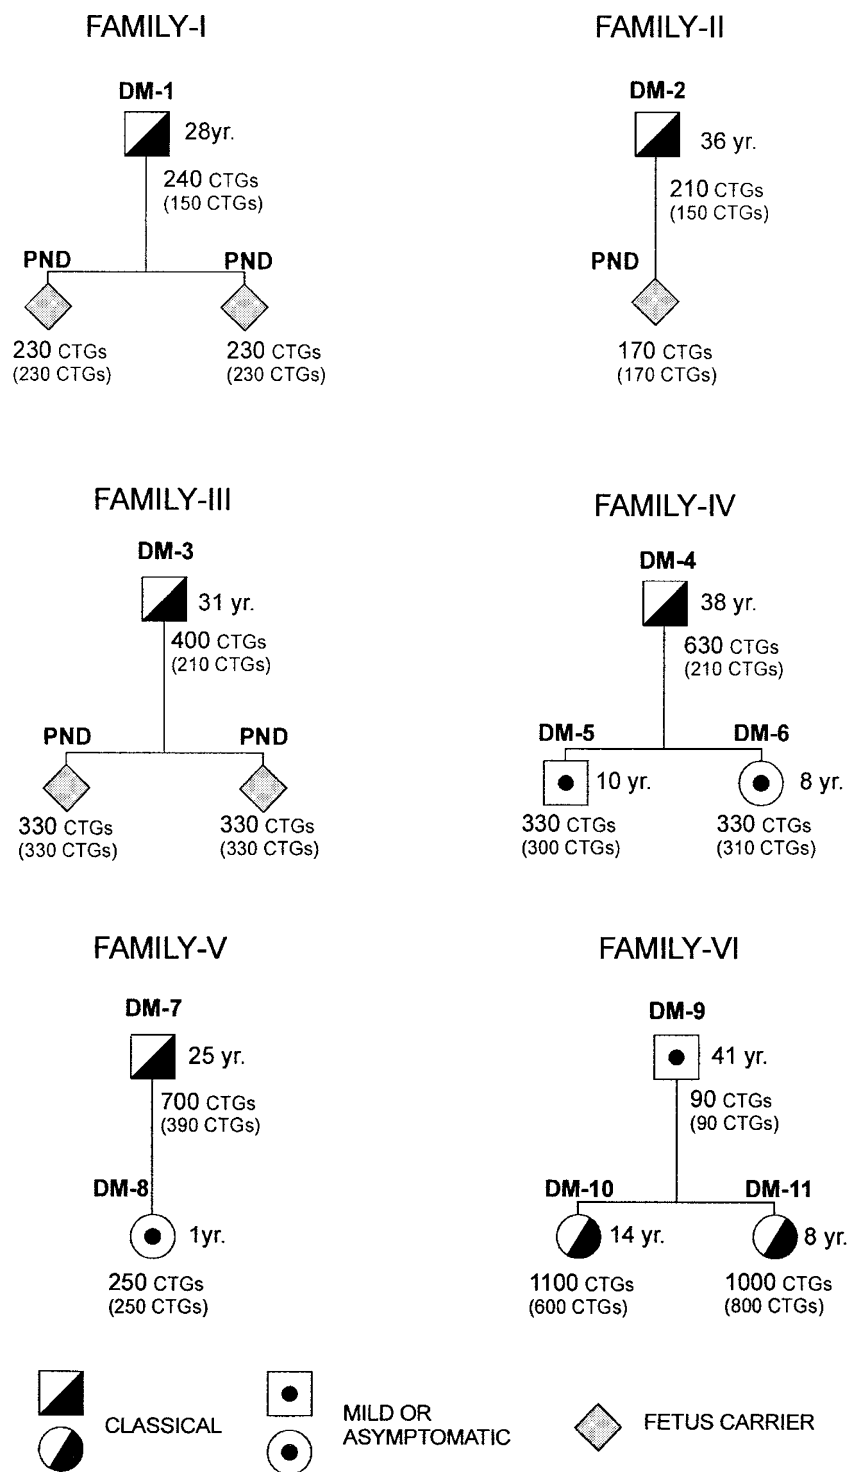 FAMILY-I
DM-1
28yr.
240 CTGs
(150 CTGs)
PND
PND
230 CTGs
(230 CTGs)
230 CTGs
(230 CTGs)
FAMILY-II
DM-2
36 yr.
210 CTGs
(150 CTGs)
PND
170 CTGs
(170 CTGs)
FAMILY-III
DM-3
31 yr.
400 CTGs
(210 CTGs)
PND
PND
330 CTGs
(330 CTGs)
330 CTGs
(330 CTGs)
FAMILY-IV
DM-4
38 yr.
630 CTGs
(210 CTGs)
DM-5
DM-6
10 yr.
8 yr.
330 CTGs
(300 CTGs)
330 CTGs
(310 CTGs)
FAMILY-V
DM-7
25 yr.
700 CTGs
(390 CTGs)
DM-8
1yr.
250 CTGs
(250 CTGs)
FAMILY-VI
DM-9
41 yr.
90 CTGs
(90 CTGs)
DM-10
DM-11
14 yr.
8 yr.
1100 CTGs
(600 CTGs)
1000 CTGs
(800 CTGs)
CLASSICAL
MILD OR
ASYMPTOMATIC
FETUS CARRIER